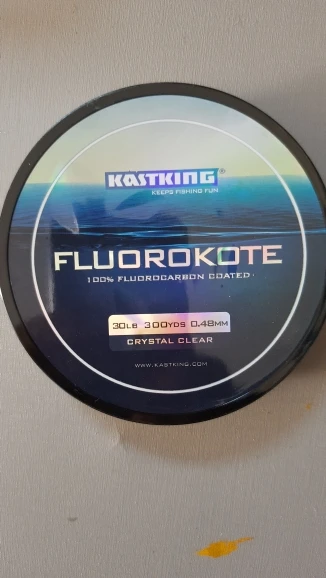 KASTKING®
KEEPS FISHING FUN
FLUOROKOTE
100% FLUOROCARBON COATED
30LB 300YDS 0.48MM
CRYSTAL CLEAR
WWW.KASTKING.COM